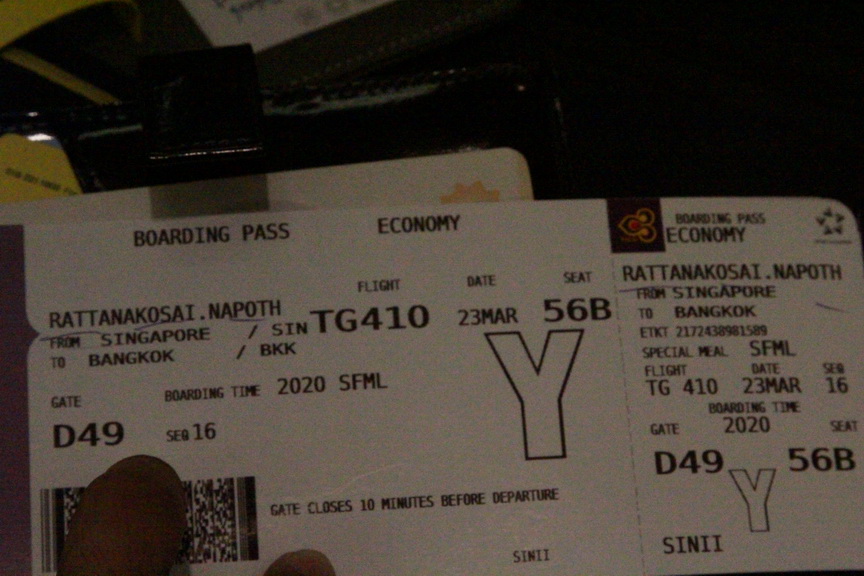 BOARDING PASS ECONOMY
FLIGHT DATE SEAT
RATTANAKOSAI.NAPOTH
TG410 23MAR 56B
FROM SINGAPORE / SIN
TO BANGKOK / BKK
Y
GATE BOARDING TIME 2020 SFML
D49 SEQ 16
GATE CLOSES 10 MINUTES BEFORE DEPARTURE
SINII
BOARDING PASS
ECONOMY
RATTANAKOSAI.NAPOTH
FROM SINGAPORE
TO BANGKOK
ETKT 2172438981589
SPECIAL MEAL SFML
FLIGHT DATE SEQ
TG 410 23MAR 16
BOARDING TIME
GATE 2020 SEAT
D49 56B
Y
SINII